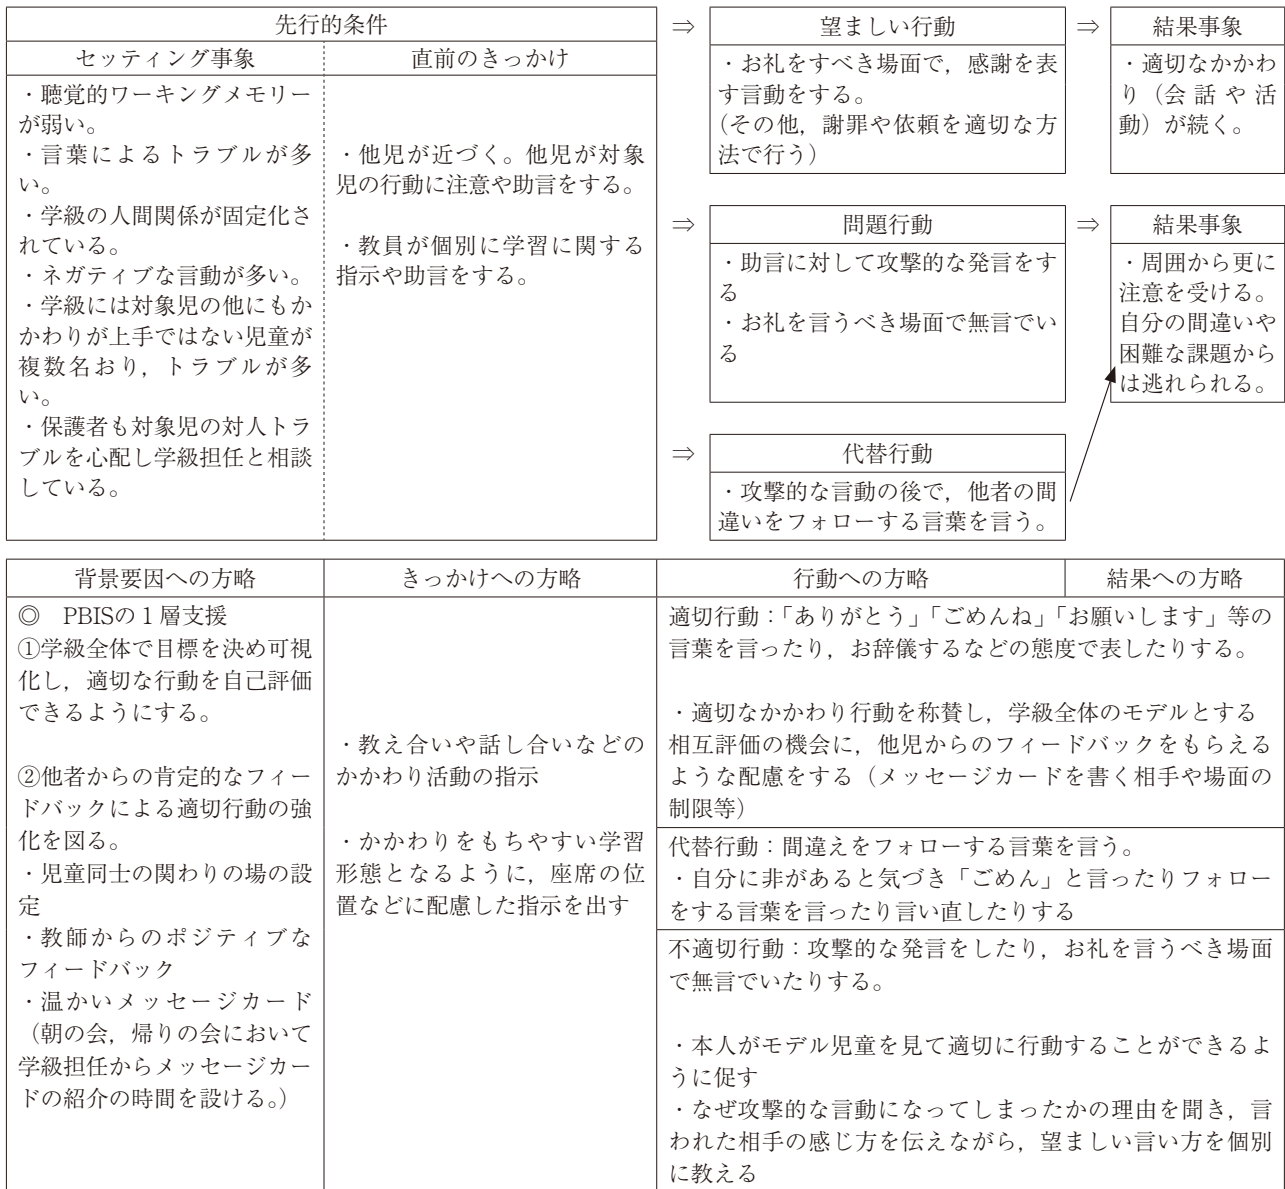 先行的条件
セッティング事象
直前のきっかけ
・聴覚的ワーキングメモリー
が弱い。
・言葉によるトラブルが多
い。
・学級の人間関係が固定化さ
れている。
・ネガティブな言動が多い。
・学級には対象児の他にもか
かわりが上手ではない児童が
複数名おり，トラブルが多
い。
・保護者も対象児の対人トラ
ブルを心配し学級担任と相談
している。
・他児が近づく。他児が対象
児の行動に注意や助言をする。
・教員が個別に学習に関する
指示や助言をする。
⇒
望ましい行動
・お礼をすべき場面で，感謝を表
す言動をする。
（その他，謝罪や依頼を適切な方
法で行う）
⇒
結果事象
・適切なかかわ
り（会話や活
動）が続く。
⇒
問題行動
・助言に対して攻撃的な発言をす
る
・お礼を言うべき場面で無言でい
る
⇒
結果事象
・周囲から更に
注意を受ける。
自分の間違いや
困難な課題から
は逃れられる。
⇒
代替行動
・攻撃的な言動の後で，他者の間
違いをフォローする言葉を言う。
背景要因への方略
きっかけへの方略
行動への方略
結果への方略
◎　PBISの１層支援
①学級全体で目標を決め可視
化し，適切な行動を自己評価
できるようにする。
②他者からの肯定的なフィー
ドバックによる適切行動の強
化を図る。
・児童同士の関わりの場の設
定
・教師からのポジティブな
フィードバック
・温かいメッセージカード
（朝の会，帰りの会において
学級担任からメッセージカー
ドの紹介の時間を設ける。）
・教え合いや話し合いなどの
かかわり活動の指示
・かかわりをもちやすい学習
形態となるように，座席の位
置などに配慮した指示を出す
適切行動：「ありがとう」「ごめんね」「お願いします」等の
言葉を言ったり，お辞儀するなどの態度で表したりする。
・適切なかかわり行動を称賛し，学級全体のモデルとする
相互評価の機会に，他児からのフィードバックをもらえる
ような配慮をする（メッセージカードを書く相手や場面の
制限等）
代替行動：間違えをフォローする言葉を言う。
・自分に非があると気づき「ごめん」と言ったりフォロー
をする言葉を言ったり言い直したりする
不適切行動：攻撃的な発言をしたり，お礼を言うべき場面
で無言でいたりする。
・本人がモデル児童を見て適切に行動することができるよ
うに促す
・なぜ攻撃的な言動になってしまったかの理由を聞き，言
われた相手の感じ方を伝えながら，望ましい言い方を個別
に教える